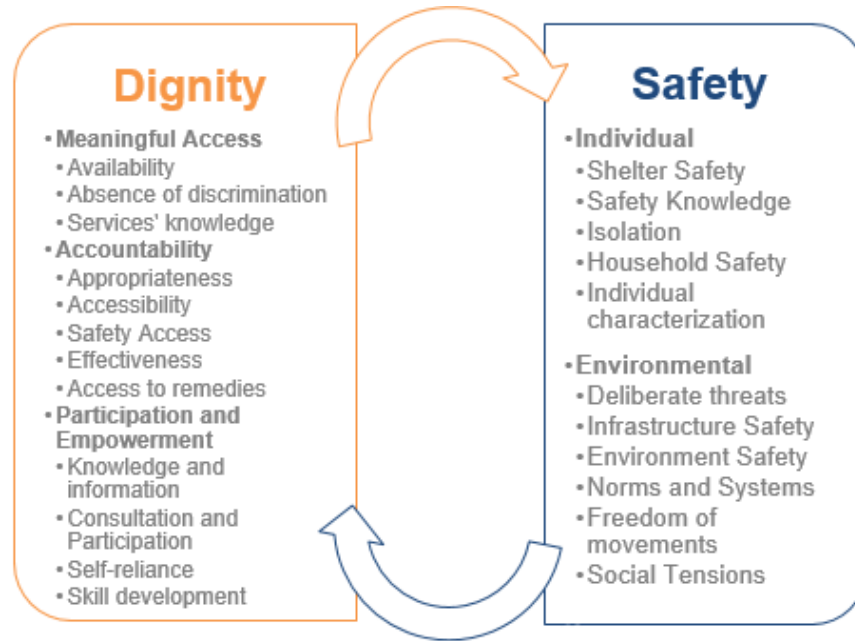 Dignity
• Meaningful Access
• Availability
• Absence of discrimination
• Services' knowledge
• Accountability
• Appropriateness
• Accessibility
• Safety Access
• Effectiveness
• Access to remedies
• Participation and
Empowerment
• Knowledge and
information
• Consultation and
Participation
• Self-reliance
• Skill development
Safety
• Individual
• Shelter Safety
• Safety Knowledge
• Isolation
• Household Safety
• Individual
characterization
• Environmental
• Deliberate threats
• Infrastructure Safety
• Environment Safety
• Norms and Systems
• Freedom of
movements
• Social Tensions